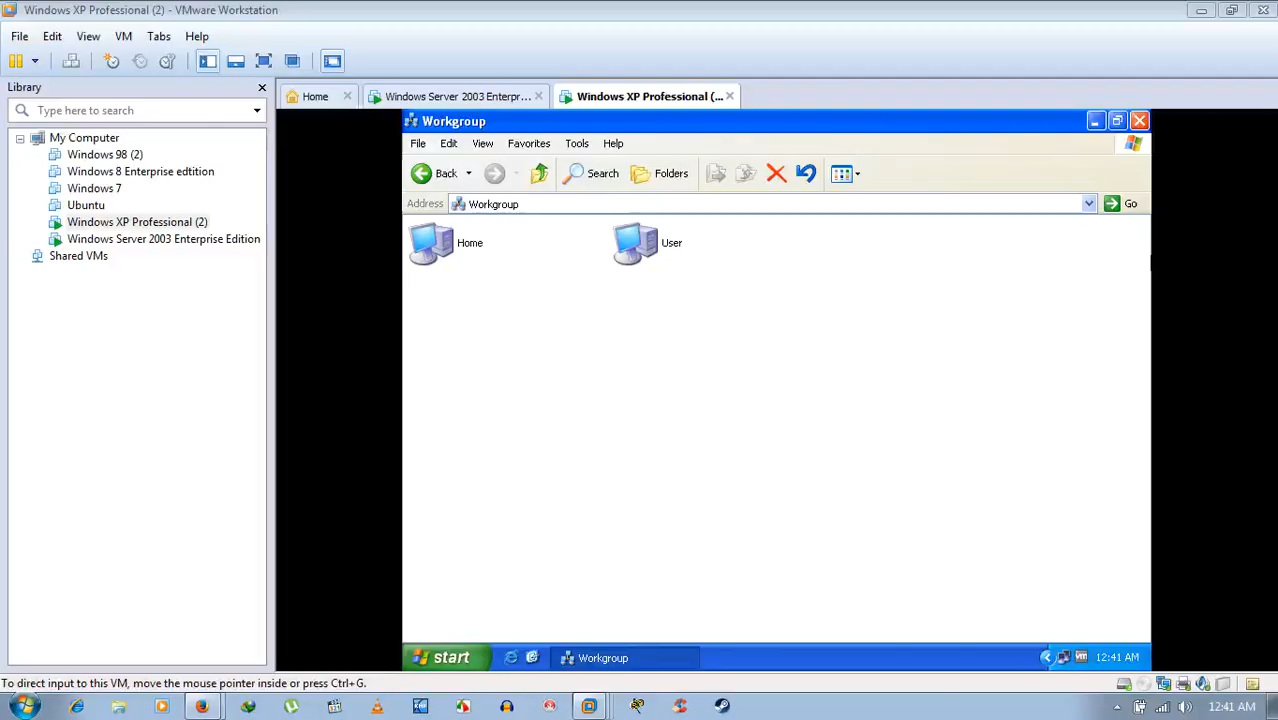 Windows XP Professional (2) - VMware Workstation
File Edit View VM Tabs Help
Library
Type here to search
My Computer
Windows 98 (2)
Windows 8 Enterprise edtition
Windows 7
Ubuntu
Windows XP Professional (2)
Windows Server 2003 Enterprise Edition
Shared VMs
Home Windows Server 2003 Enterpr... Windows XP Professional (...
Workgroup
File Edit View Favorites Tools Help
Back Search Folders
Address Workgroup Go
Home User
start Workgroup vm 12:41 AM
To direct input to this VM, move the mouse pointer inside or press Ctrl+G.
12:41 AM